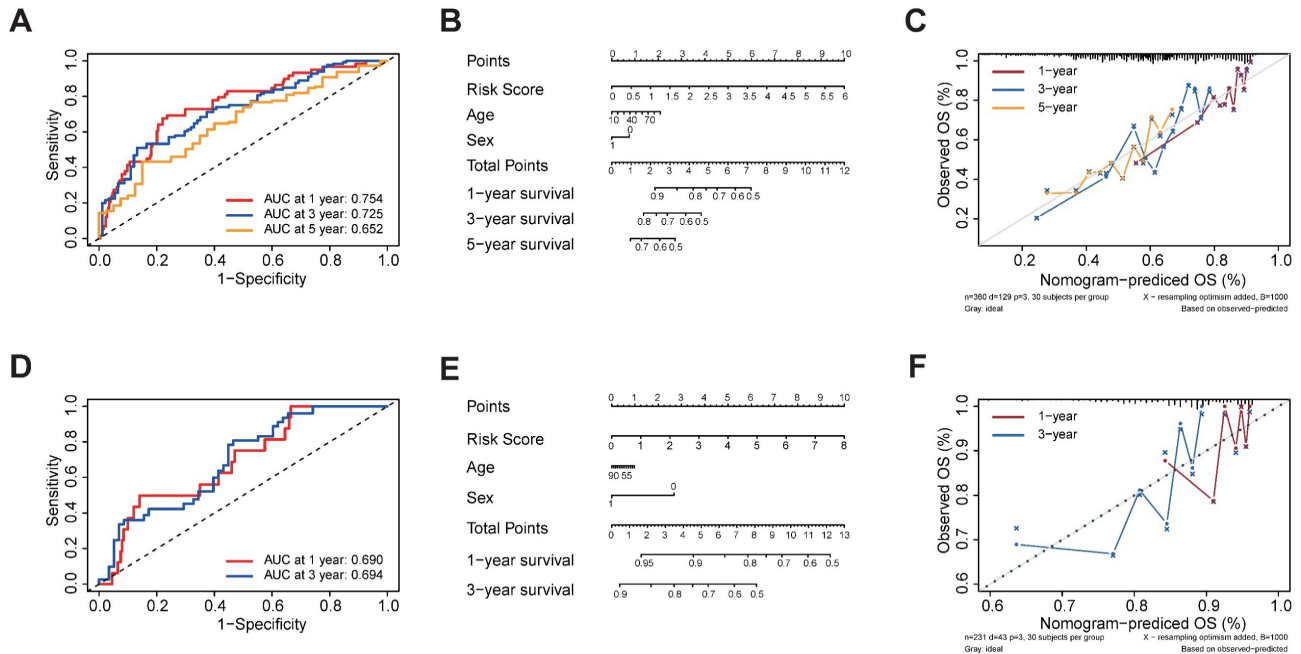 A
1.0
0.8
0.6
0.4
0.2
0.0
Sensitivity
AUC at 1 year: 0.754
AUC at 3 year: 0.725
AUC at 5 year: 0.652
0.0 0.2 0.4 0.6 0.8 1.0
1−Specificity
B
Points
0 1 2 3 4 5 6 7 8 9 10
Risk Score
0 0.5 1 1.5 2 2.5 3 3.5 4 4.5 5 5.5 6
Age
10 40 70
Sex
0
1
Total Points
0 1 2 3 4 5 6 7 8 9 10 11 12
1−year survival
0.9 0.8 0.7 0.6 0.5
3−year survival
0.8 0.7 0.6 0.5
5−year survival
0.7 0.6 0.5
C
1.0
0.8
0.6
0.4
0.2
Observed OS (%)
1−year
3−year
5−year
0.2 0.4 0.6 0.8 1.0
Nomogram−prediced OS (%)
n=360 d=129 p=3, 30 subjects per group X − resampling optimism added, B=1000
Gray: ideal Based on observed−predicted
D
1.0
0.8
0.6
0.4
0.2
0.0
Sensitivity
AUC at 1 year: 0.690
AUC at 3 year: 0.694
0.0 0.2 0.4 0.6 0.8 1.0
1−Specificity
E
Points
0 1 2 3 4 5 6 7 8 9 10
Risk Score
0 1 2 3 4 5 6 7 8
Age
90 55
Sex
0
1
Total Points
0 1 2 3 4 5 6 7 8 9 10 11 12 13
1−year survival
0.95 0.9 0.8 0.7 0.6 0.5
3−year survival
0.9 0.8 0.7 0.6 0.5
F
1.0
0.9
0.8
0.7
0.6
Observed OS (%)
1−year
3−year
0.6 0.7 0.8 0.9 1.0
Nomogram−prediced OS (%)
n=231 d=43 p=3, 30 subjects per group X − resampling optimism added, B=1000
Gray: ideal Based on observed−predicted